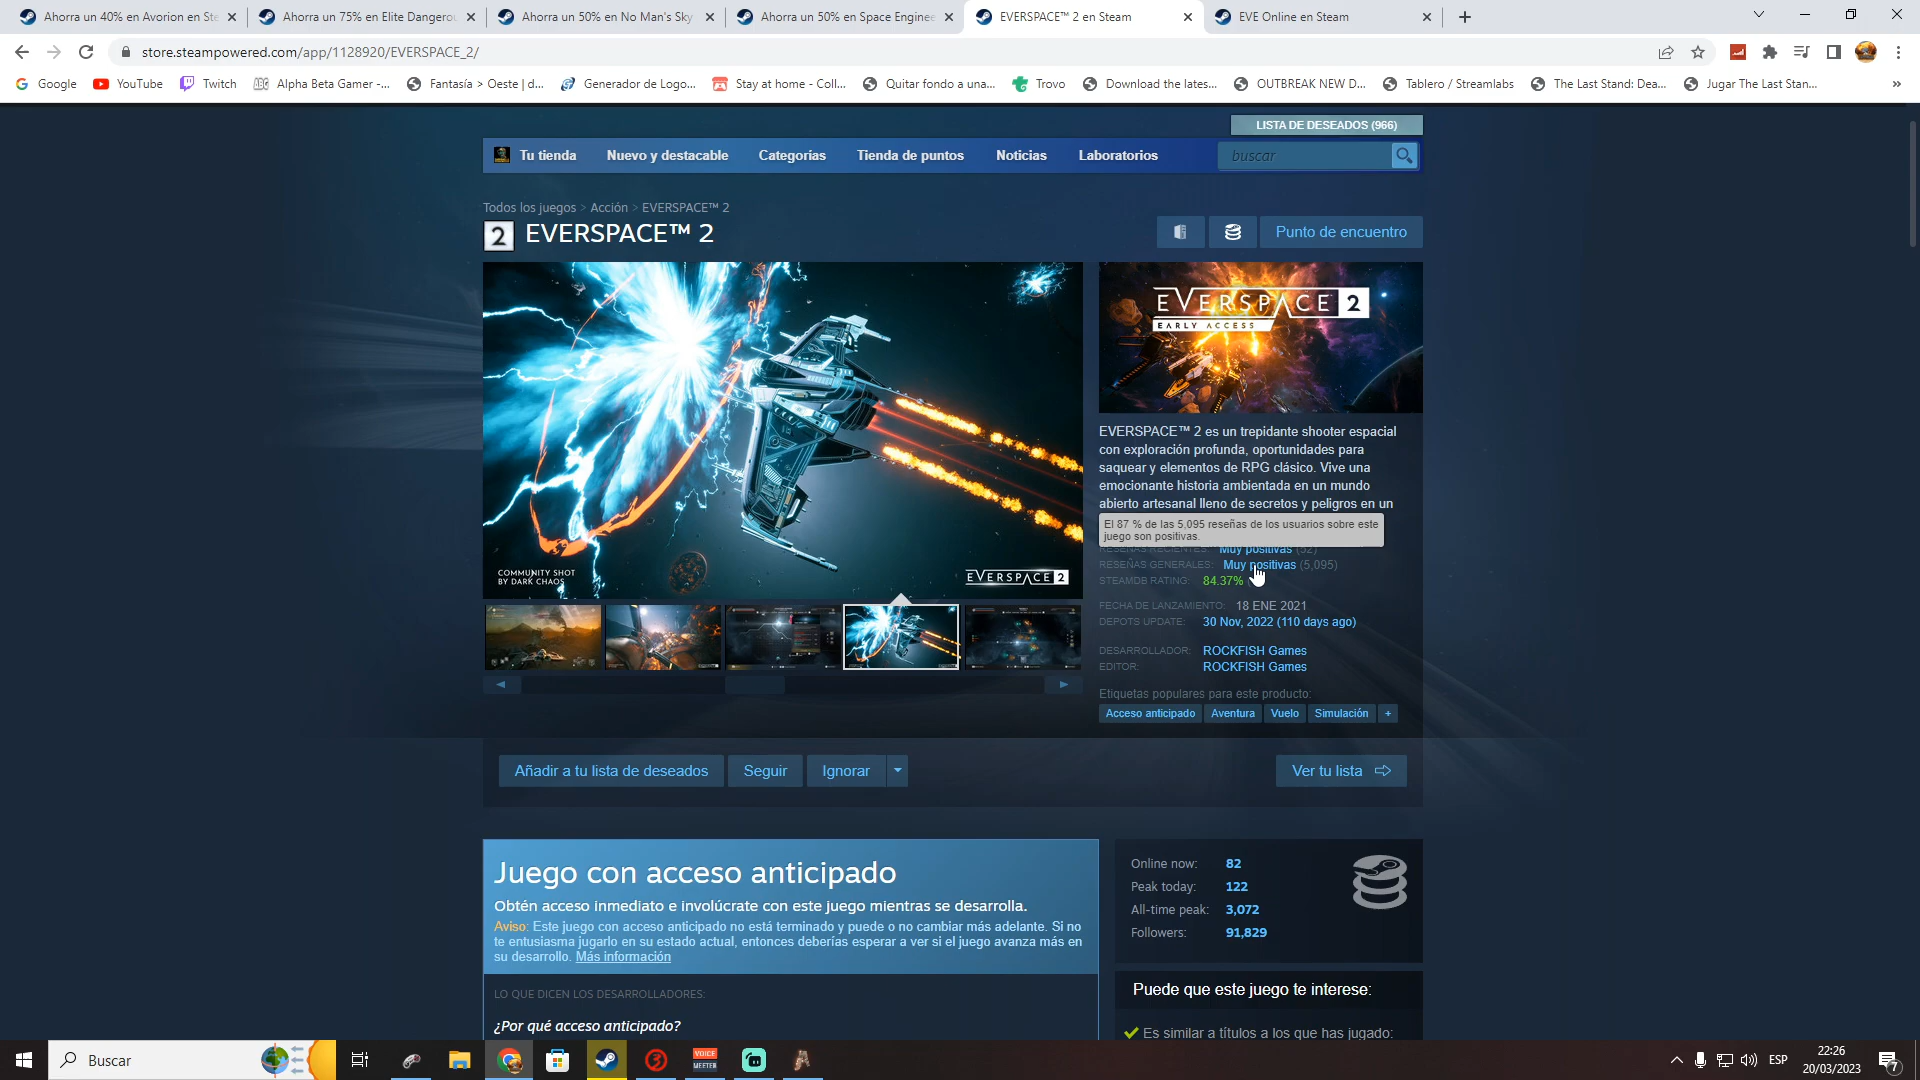 Ahorra un 40% en Avorion en Ste
Ahorra un 75% en Elite Dangerou
Ahorra un 50% en No Man's Sky
Ahorra un 50% en Space Enginee
EVERSPACE™ 2 en Steam
EVE Online en Steam
store.steampowered.com/app/1128920/EVERSPACE_2/
Google
YouTube
Twitch
Alpha Beta Gamer -...
Fantasía > Oeste | d...
Generador de Logo...
Stay at home - Coll...
Quitar fondo a una...
Trovo
Download the lates...
OUTBREAK NEW D...
Tablero / Streamlabs
The Last Stand: Dea...
Jugar The Last Stan...
»
LISTA DE DESEADOS (966)
Tu tienda
Nuevo y destacable
Categorías
Tienda de puntos
Noticias
Laboratorios
buscar
Todos los juegos > Acción > EVERSPACE™ 2
2 EVERSPACE™ 2
Punto de encuentro
COMMUNITY SHOT
BY DARK CHAOS
EVERSPACE 2
EVERSPACE 2
EARLY ACCESS
EVERSPACE™ 2 es un trepidante shooter espacial
con exploración profunda, oportunidades para
saquear y elementos de RPG clásico. Vive una
emocionante historia ambientada en un mundo
abierto artesanal lleno de secretos y peligros en un
El 87 % de las 5,095 reseñas de los usuarios sobre este
juego son positivas.
RESEÑAS RECIENTES: Muy positivas (52)
RESEÑAS GENERALES: Muy positivas (5,095)
STEAMDB RATING: 84.37%
FECHA DE LANZAMIENTO: 18 ENE 2021
DEPOTS UPDATE: 30 Nov, 2022 (110 days ago)
DESARROLLADOR: ROCKFISH Games
EDITOR: ROCKFISH Games
Etiquetas populares para este producto:
Acceso anticipado
Aventura
Vuelo
Simulación
+
Añadir a tu lista de deseados
Seguir
Ignorar
Ver tu lista
Juego con acceso anticipado
Obtén acceso inmediato e involúcrate con este juego mientras se desarrolla.
Aviso: Este juego con acceso anticipado no está terminado y puede o no cambiar más adelante. Si no
te entusiasma jugarlo en su estado actual, entonces deberías esperar a ver si el juego avanza más en
su desarrollo. Más información
LO QUE DICEN LOS DESARROLLADORES:
¿Por qué acceso anticipado?
Online now: 82
Peak today: 122
All-time peak: 3,072
Followers: 91,829
Puede que este juego te interese:
Es similar a títulos a los que has jugado:
Buscar
VOICE
MEETER
ESP
22:26
20/03/2023
7